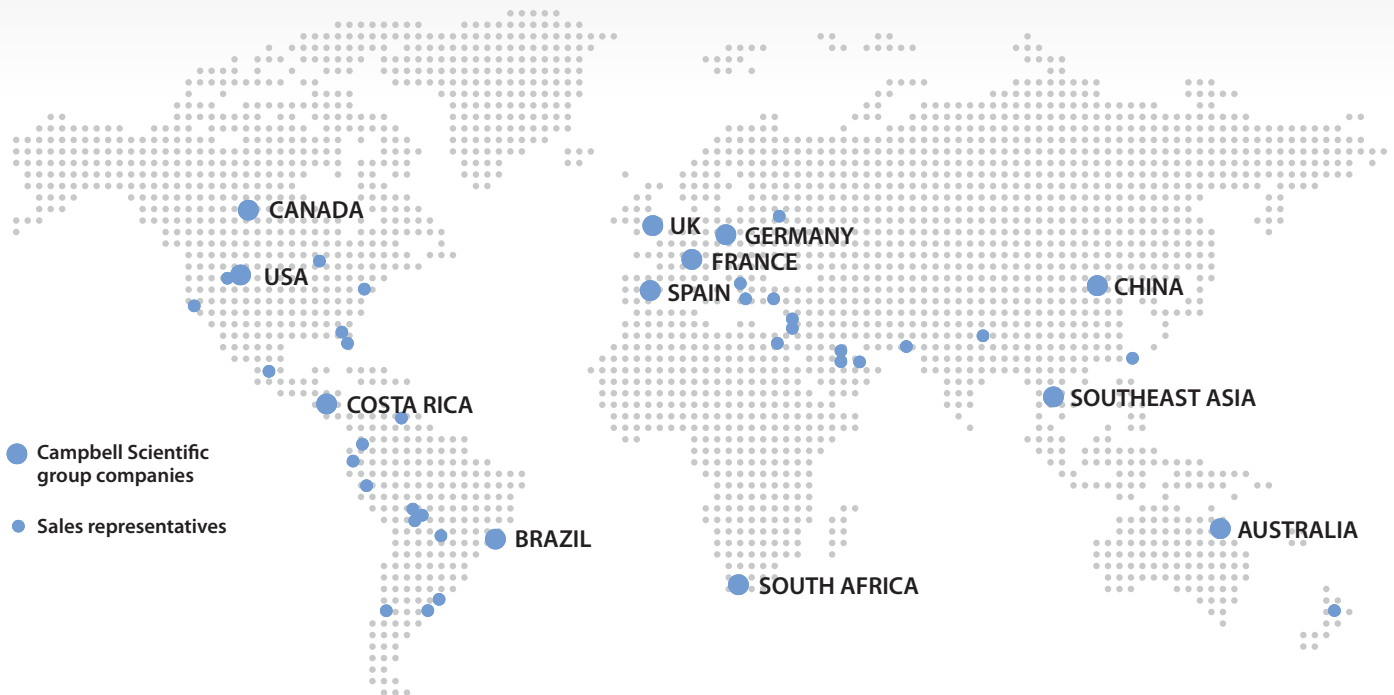 CANADA
UK
GERMANY
FRANCE
USA
SPAIN
CHINA
COSTA RICA
SOUTHEAST ASIA
Campbell Scientific
group companies
Sales representatives
BRAZIL
AUSTRALIA
SOUTH AFRICA